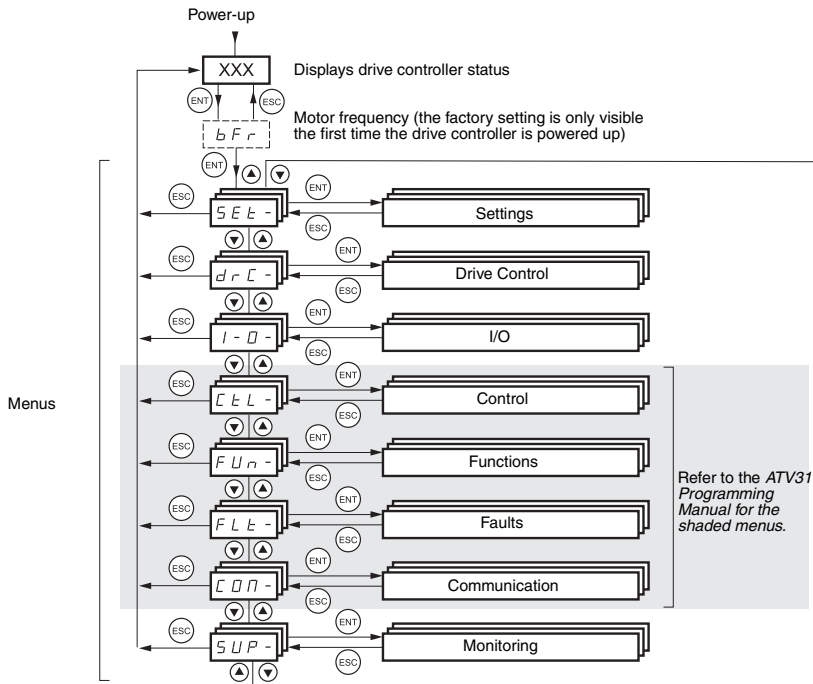 Power-up
XXX
Displays drive controller status
ENT
ESC
bFr
Motor frequency (the factory setting is only visible
the first time the drive controller is powered up)
ENT
ESC
SEt-
ENT
ESC
Settings
ESC
drC-
ENT
ESC
Drive Control
ESC
I-O-
ENT
ESC
I/O
Menus
ESC
CtL-
ENT
ESC
Control
ESC
FUn-
ENT
ESC
Functions
Refer to the ATV31
Programming
Manual for the
shaded menus.
ESC
FLt-
ENT
ESC
Faults
ESC
COM-
ENT
ESC
Communication
ESC
SUP-
ENT
ESC
Monitoring